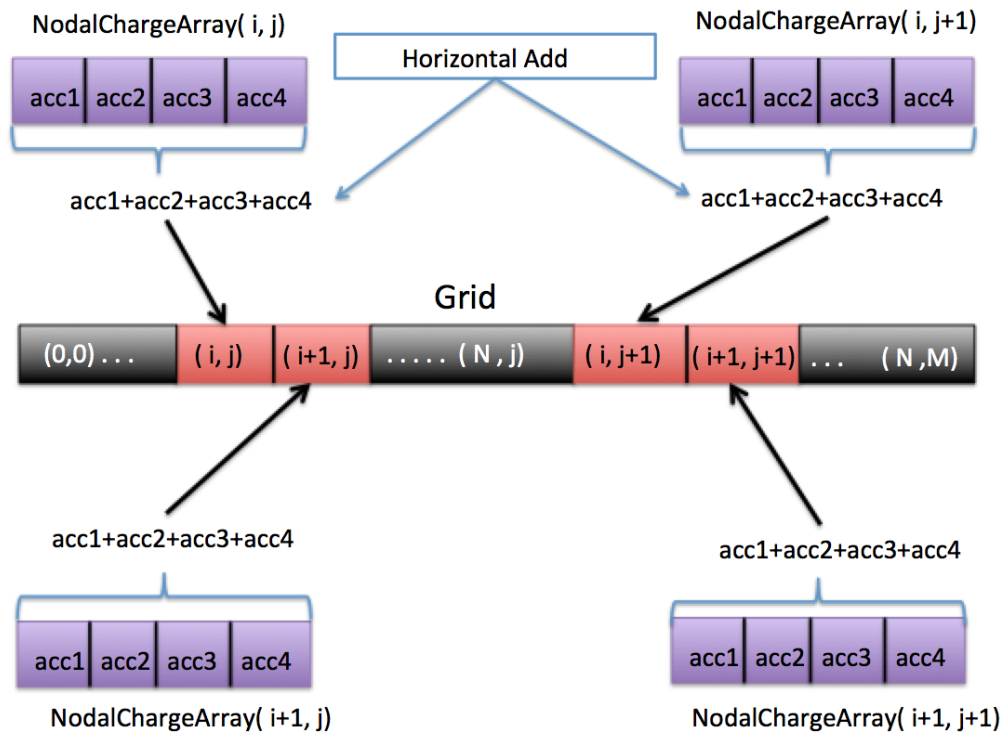 NodalChargeArray( i, j)
NodalChargeArray( i, j+1)
Horizontal Add
acc1 acc2 acc3 acc4
acc1 acc2 acc3 acc4
acc1+acc2+acc3+acc4
acc1+acc2+acc3+acc4
Grid
(0,0) . . . ( i, j) ( i+1, j) . . . . . ( N , j) ( i, j+1) ( i+1, j+1) . . . ( N ,M)
acc1+acc2+acc3+acc4
acc1+acc2+acc3+acc4
acc1 acc2 acc3 acc4
acc1 acc2 acc3 acc4
NodalChargeArray( i+1, j)
NodalChargeArray( i+1, j+1)